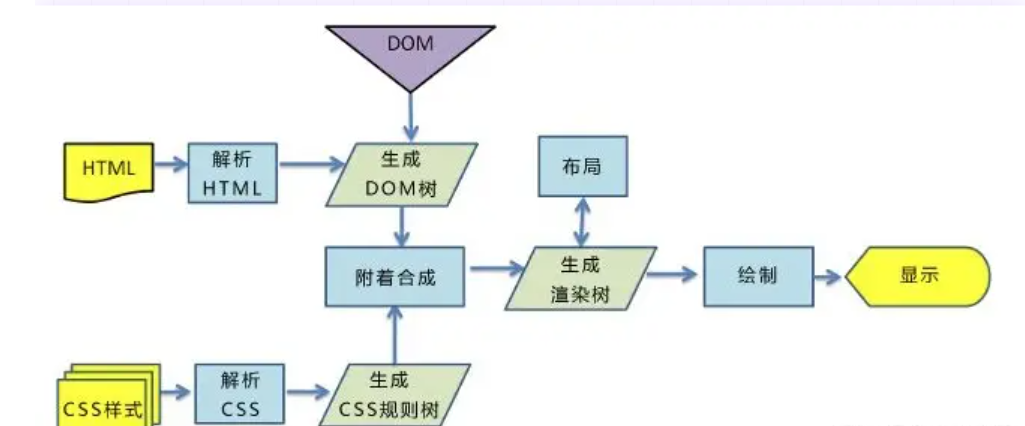 DOM
HTML
解析
HTML
生成
DOM树
布局
附着合成
生成
渲染树
绘制
显示
CSS样式
解析
CSS
生成
CSS规则树